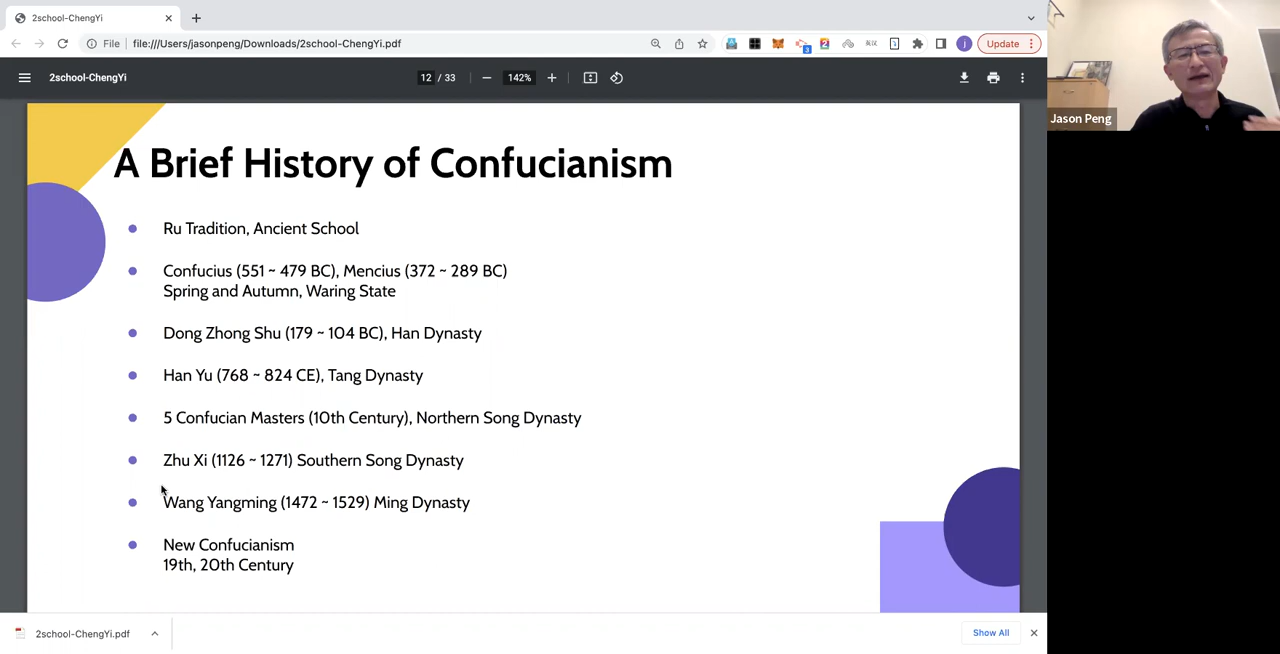 2school-ChengYi
File
file:///Users/jasonpeng/Downloads/2school-ChengYi.pdf
Update
2school-ChengYi
12 / 33
142%
Jason Peng
A Brief History of Confucianism
Ru Tradition, Ancient School
Confucius (551 ~ 479 BC), Mencius (372 ~ 289 BC)
Spring and Autumn, Waring State
Dong Zhong Shu (179 ~ 104 BC), Han Dynasty
Han Yu (768 ~ 824 CE), Tang Dynasty
5 Confucian Masters (10th Century), Northern Song Dynasty
Zhu Xi (1126 ~ 1271) Southern Song Dynasty
Wang Yangming (1472 ~ 1529) Ming Dynasty
New Confucianism
19th, 20th Century
2school-ChengYi.pdf
Show All